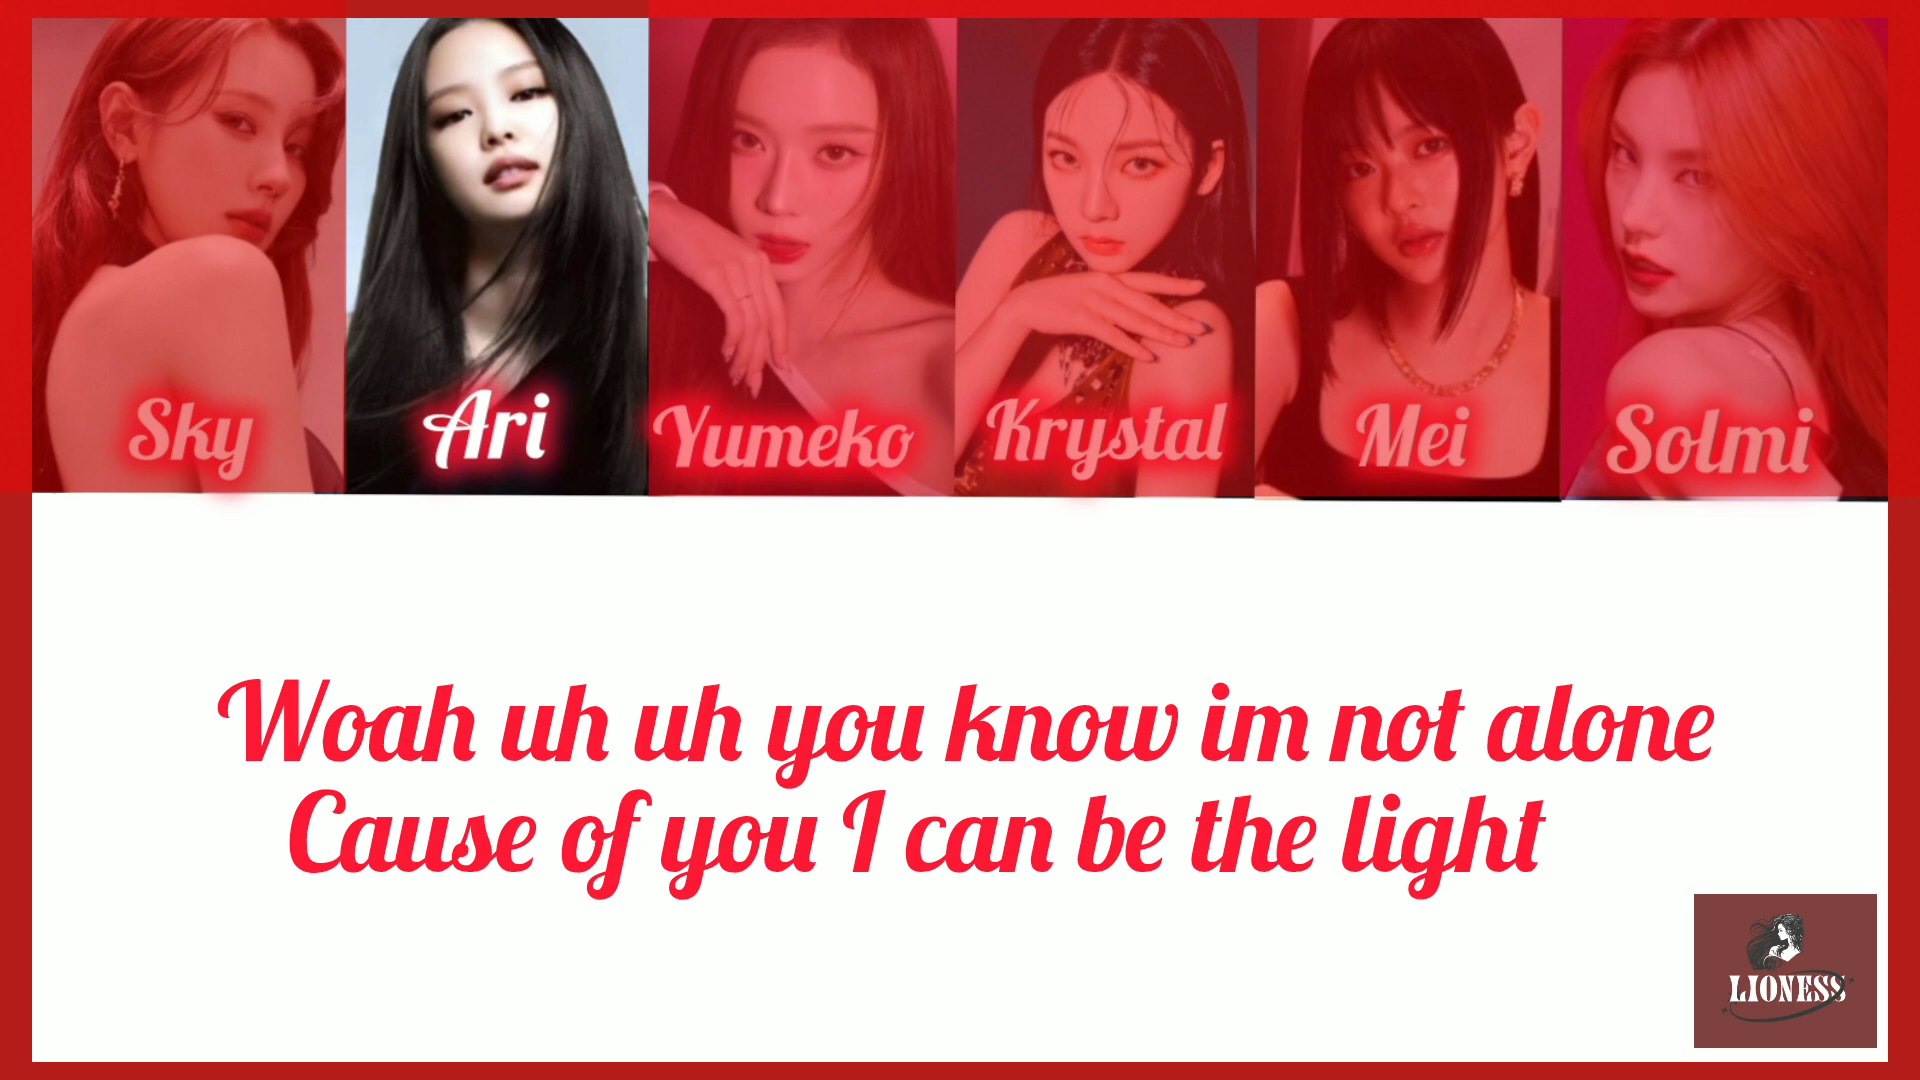 Sky Ari Yumeko Krystal Mei Solmi
Woah uh uh you know im not alone
Cause of you I can be the light
LIONESS